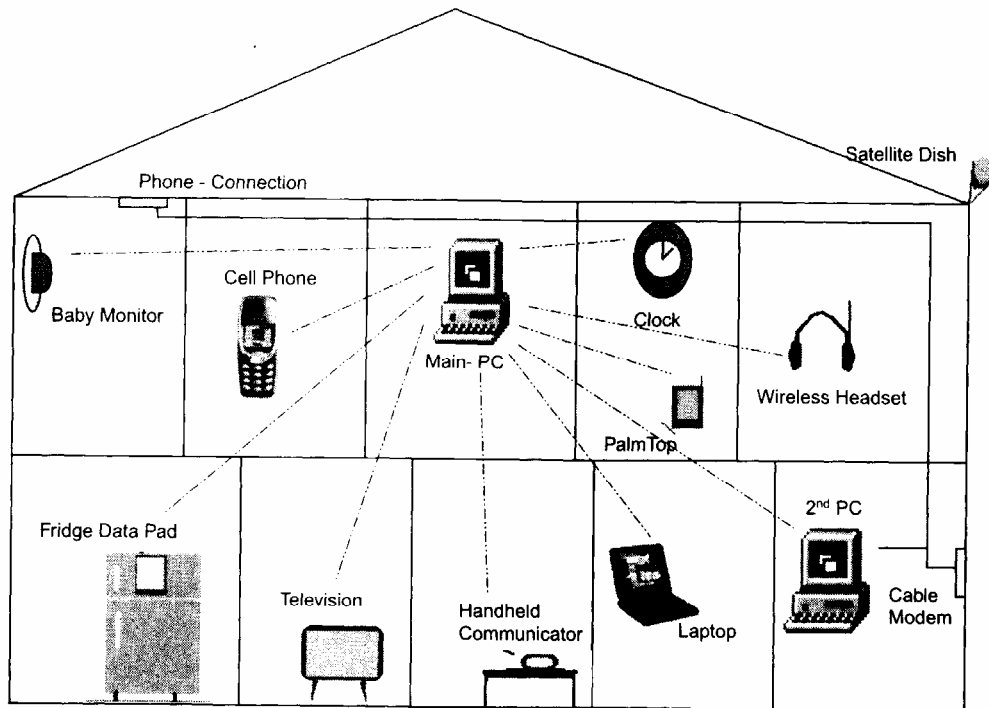 Satellite Dish
Phone - Connection
Cell Phone
Baby Monitor
Clock
Main- PC
Wireless Headset
PalmTop
2nd PC
Fridge Data Pad
Television
Handheld
Communicator
Laptop
Cable
Modem